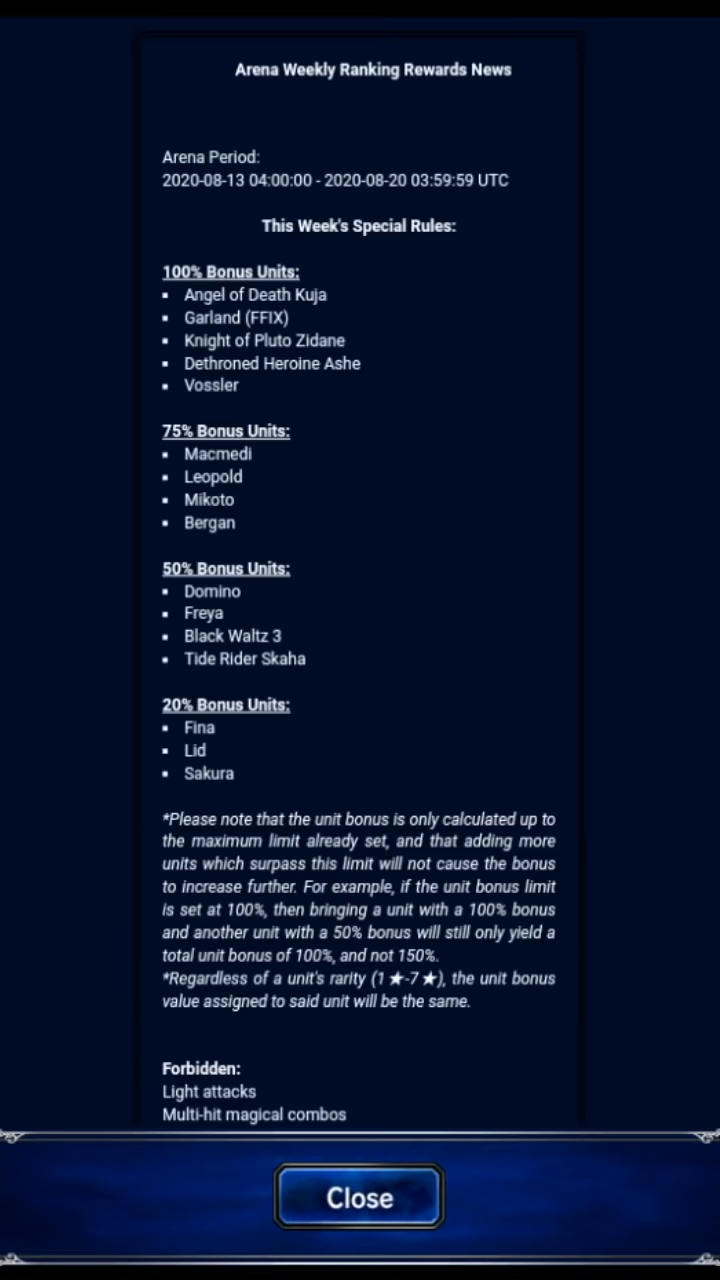 Arena Weekly Ranking Rewards News
Arena Period:
2020-08-13 04:00:00 - 2020-08-20 03:59:59 UTC
This Week's Special Rules:
100% Bonus Units:
▪ Angel of Death Kuja
▪ Garland (FFIX)
▪ Knight of Pluto Zidane
▪ Dethroned Heroine Ashe
▪ Vossler
75% Bonus Units:
▪ Macmedi
▪ Leopold
▪ Mikoto
▪ Bergan
50% Bonus Units:
▪ Domino
▪ Freya
▪ Black Waltz 3
▪ Tide Rider Skaha
20% Bonus Units:
▪ Fina
▪ Lid
▪ Sakura
*Please note that the unit bonus is only calculated up to
the maximum limit already set, and that adding more
units which surpass this limit will not cause the bonus
to increase further. For example, if the unit bonus limit
is set at 100%, then bringing a unit with a 100% bonus
and another unit with a 50% bonus will still only yield a
total unit bonus of 100%, and not 150%.
*Regardless of a unit's rarity (1★-7★), the unit bonus
value assigned to said unit will be the same.
Forbidden:
Light attacks
Multi-hit magical combos
Close